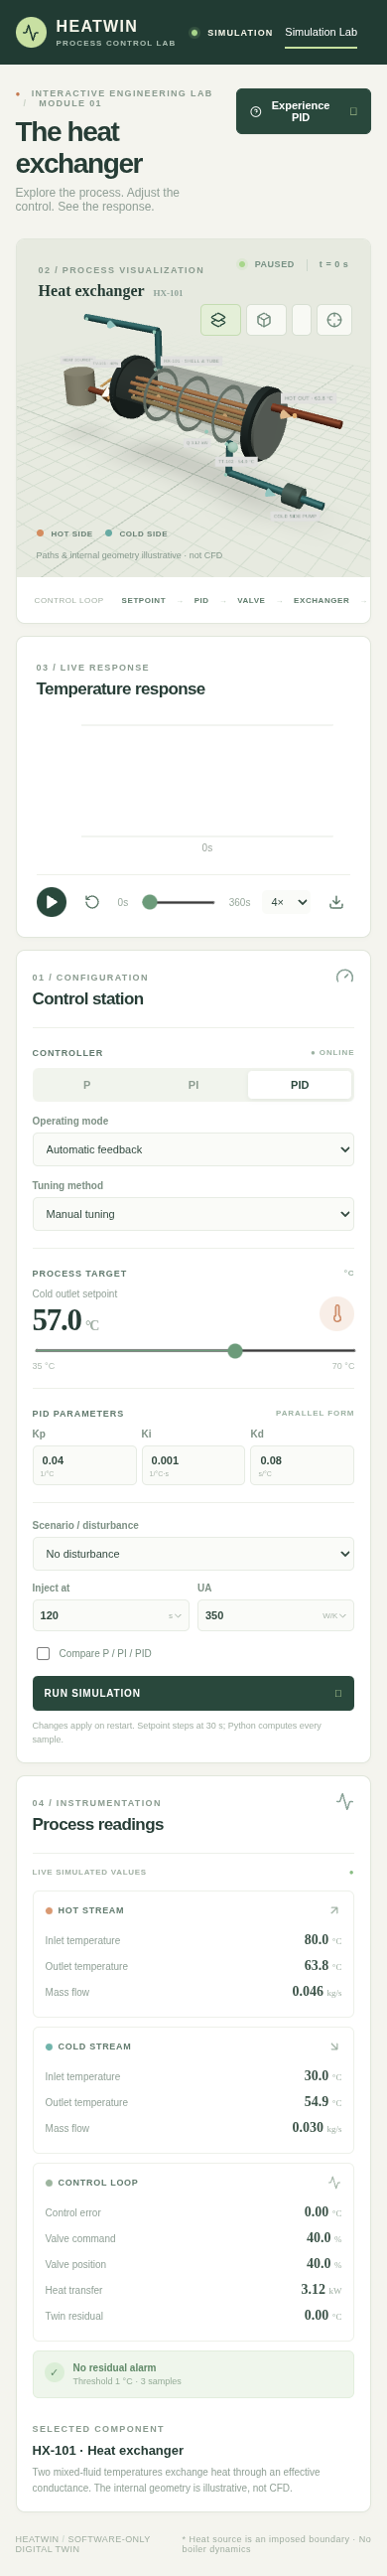 HEATWIN
PROCESS CONTROL LAB
SIMULATION
Simulation Lab
INTERACTIVE ENGINEERING LAB
/ MODULE 01
The heat
exchanger
Explore the process. Adjust the
control. See the response.
Experience
PID
02 / PROCESS VISUALIZATION
PAUSED
t = 0 s
Heat exchanger HX-101
HOT OUT · 63.8 °C
HOT SIDE
COLD SIDE
Paths & internal geometry illustrative · not CFD
CONTROL LOOP SETPOINT → PID → VALVE → EXCHANGER →
03 / LIVE RESPONSE
Temperature response
0s
0s
360s
4×
01 / CONFIGURATION
Control station
CONTROLLER
● ONLINE
P
PI
PID
Operating mode
Automatic feedback
Tuning method
Manual tuning
PROCESS TARGET
°C
Cold outlet setpoint
57.0 °C
35 °C
70 °C
PID PARAMETERS
PARALLEL FORM
Kp
Ki
Kd
0.04
0.001
0.08
1/°C
1/°C·s
s/°C
Scenario / disturbance
No disturbance
Inject at
UA
120 s
350 W/K
Compare P / PI / PID
RUN SIMULATION
Changes apply on restart. Setpoint steps at 30 s; Python computes every
sample.
04 / INSTRUMENTATION
Process readings
LIVE SIMULATED VALUES
HOT STREAM
Inlet temperature 80.0 °C
Outlet temperature 63.8 °C
Mass flow 0.046 kg/s
COLD STREAM
Inlet temperature 30.0 °C
Outlet temperature 54.9 °C
Mass flow 0.030 kg/s
CONTROL LOOP
Control error 0.00 °C
Valve command 40.0 %
Valve position 40.0 %
Heat transfer 3.12 kW
Twin residual 0.00 °C
✓
No residual alarm
Threshold 1 °C · 3 samples
SELECTED COMPONENT
HX-101 · Heat exchanger
Two mixed-fluid temperatures exchange heat through an effective
conductance. The internal geometry is illustrative, not CFD.
HEATWIN / SOFTWARE-ONLY
DIGITAL TWIN
* Heat source is an imposed boundary · No
boiler dynamics